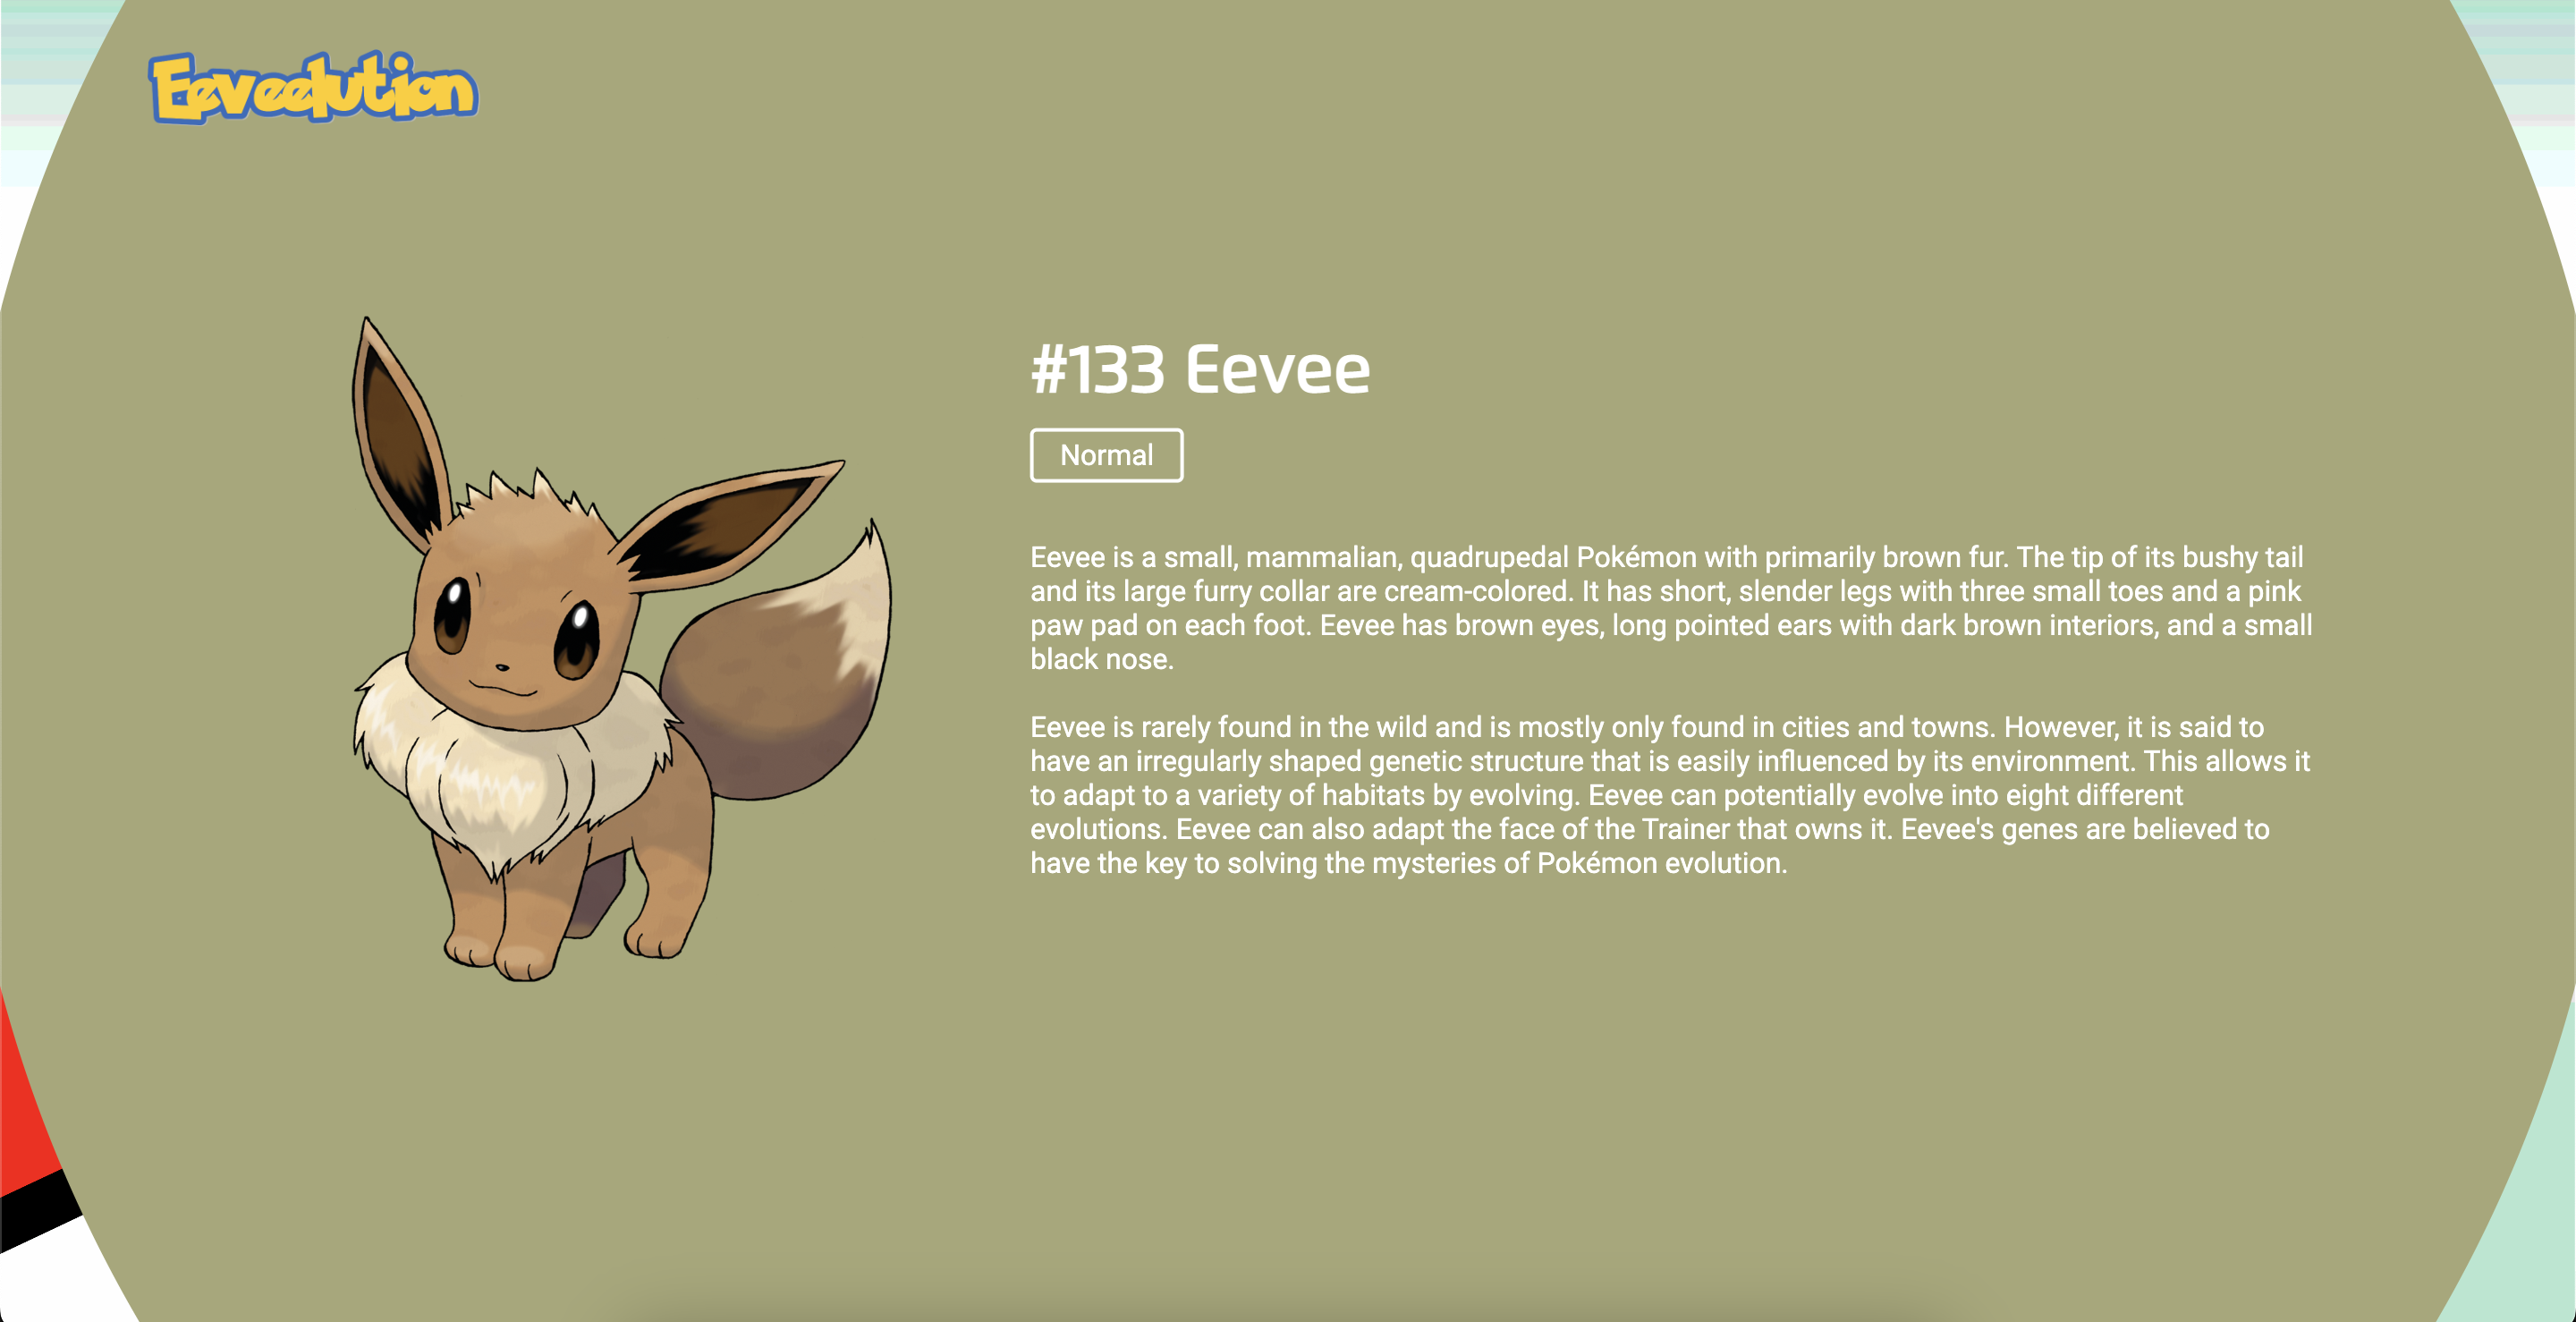 Eeveelution
#133 Eevee
Normal
Eevee is a small, mammalian, quadrupedal Pokémon with primarily brown fur. The tip of its bushy tail
and its large furry collar are cream-colored. It has short, slender legs with three small toes and a pink
paw pad on each foot. Eevee has brown eyes, long pointed ears with dark brown interiors, and a small
black nose.
Eevee is rarely found in the wild and is mostly only found in cities and towns. However, it is said to
have an irregularly shaped genetic structure that is easily influenced by its environment. This allows it
to adapt to a variety of habitats by evolving. Eevee can potentially evolve into eight different
evolutions. Eevee can also adapt the face of the Trainer that owns it. Eevee's genes are believed to
have the key to solving the mysteries of Pokémon evolution.